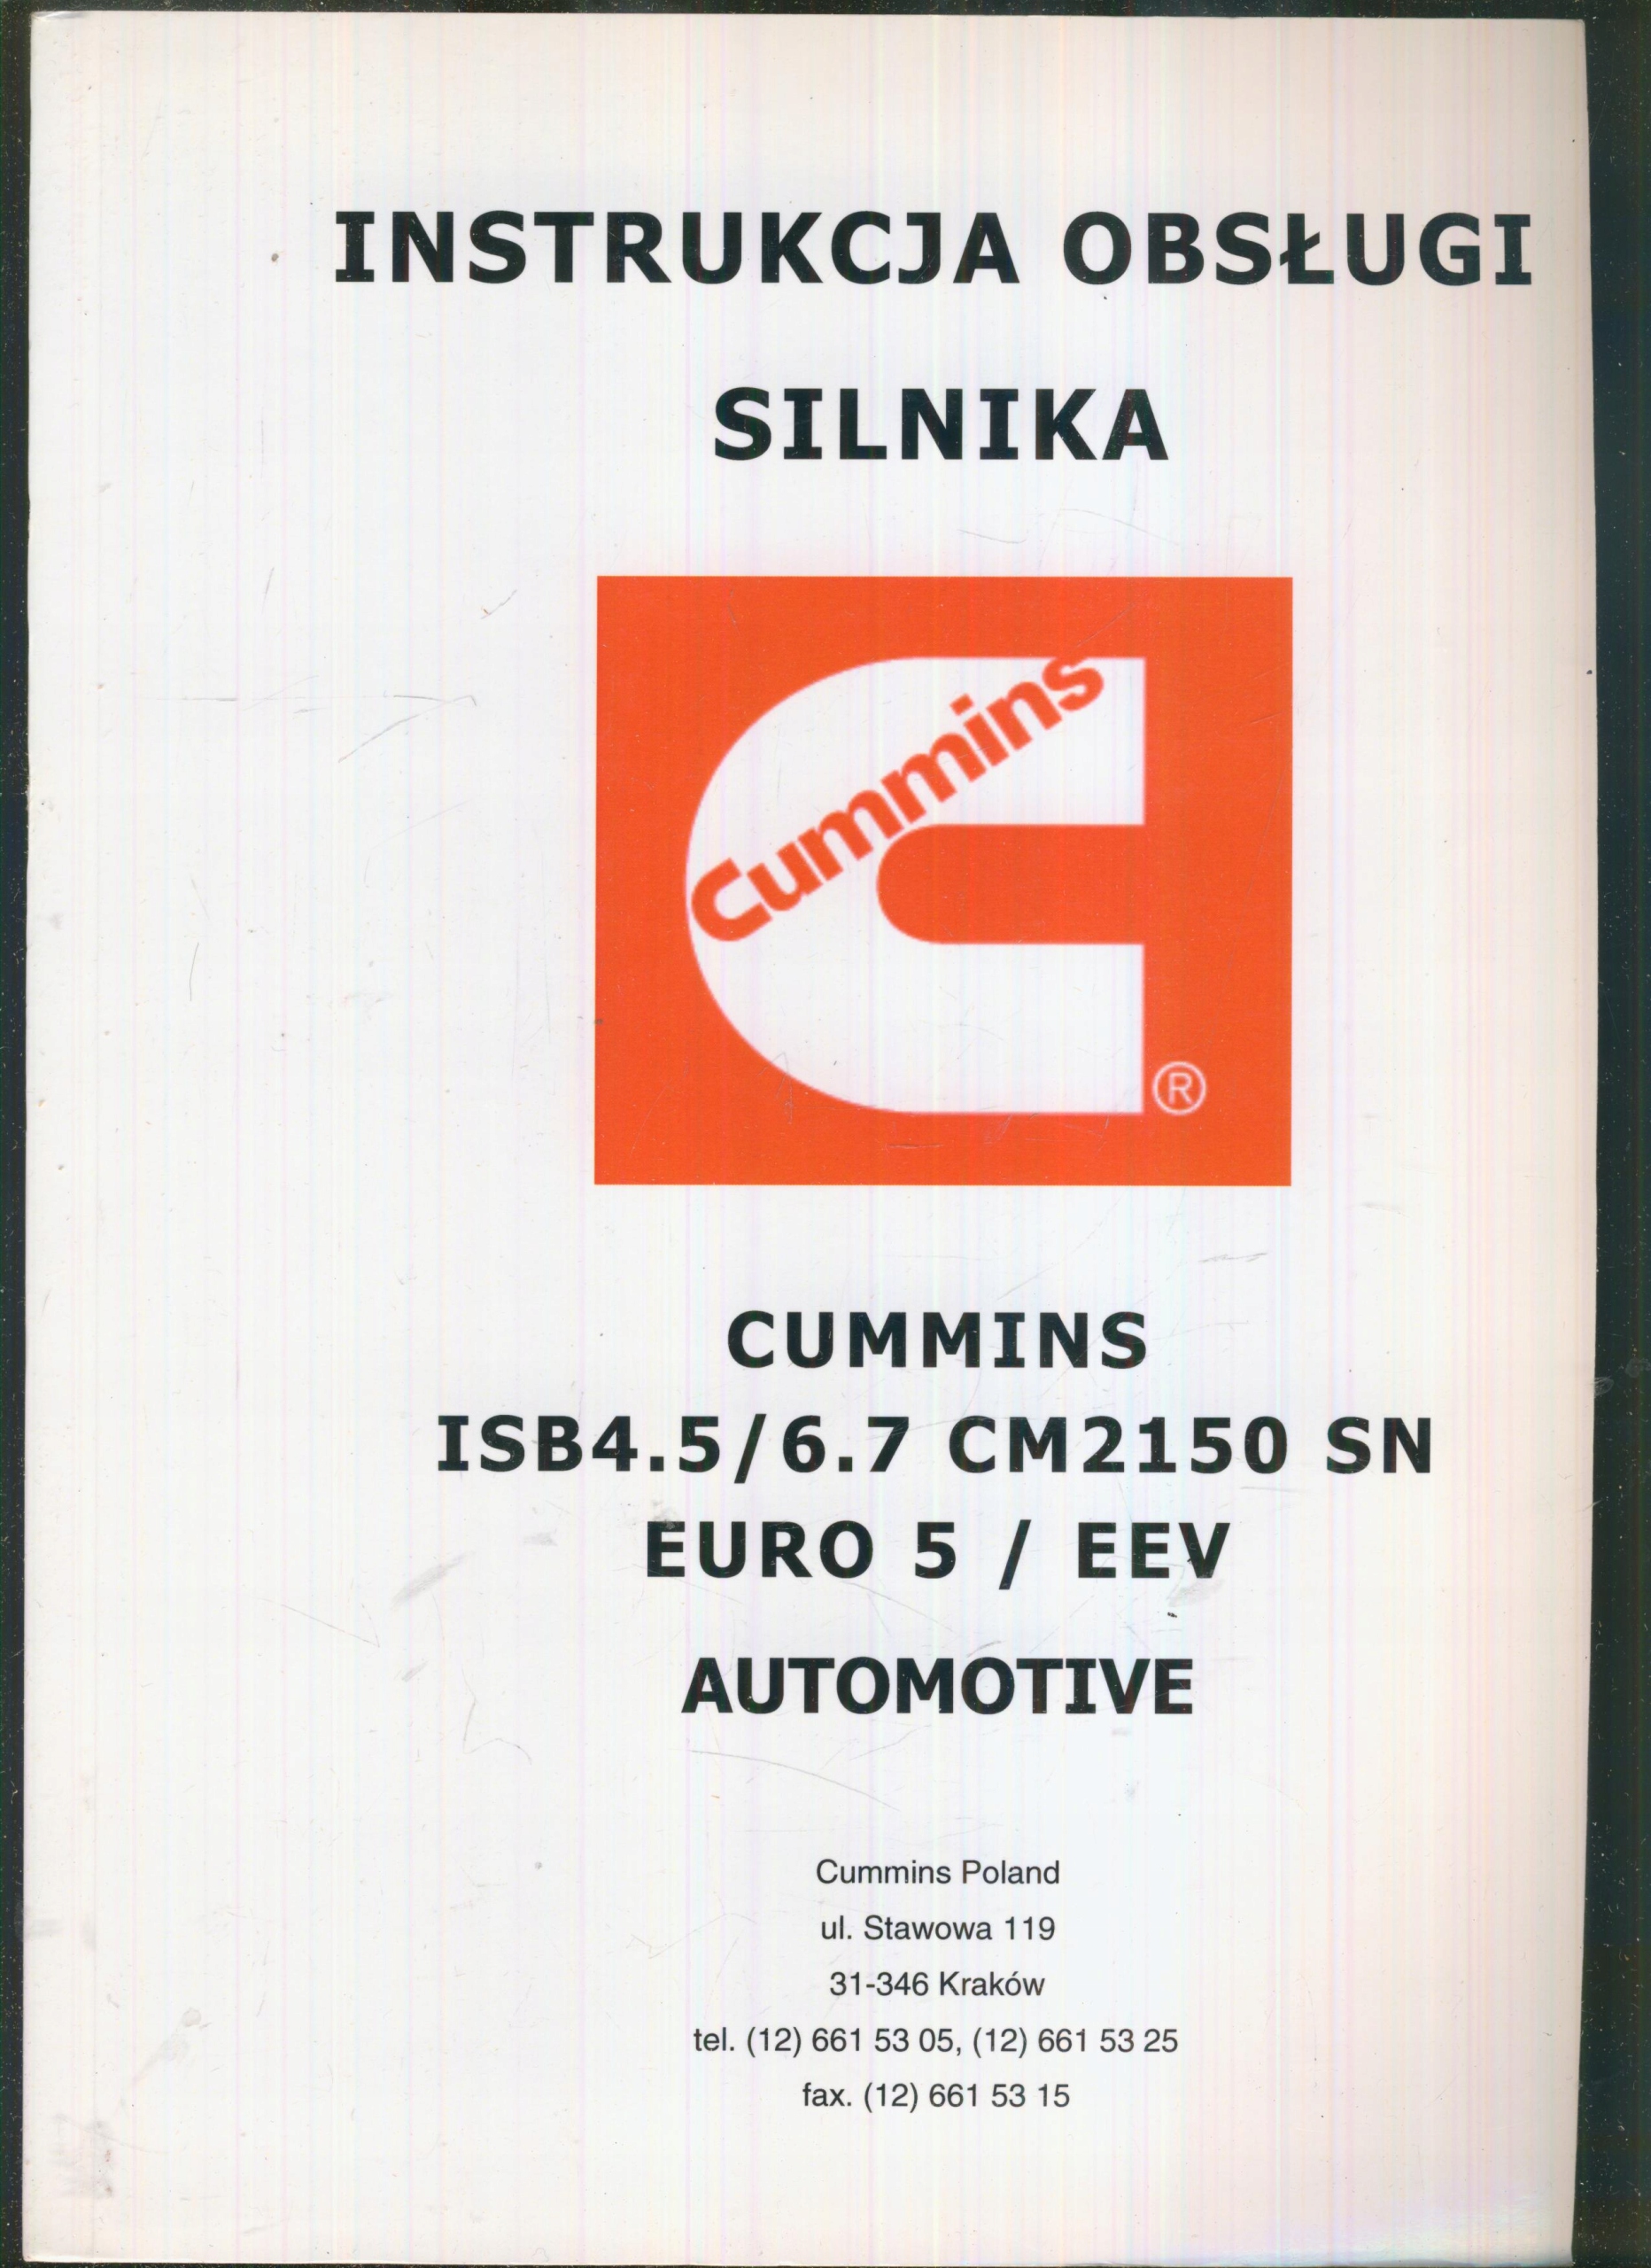 INSTRUKCJA OBSŁUGI
SILNIKA
Cummins
®
CUMMINS
ISB4.5/6.7 CM2150 SN
EURO 5 / EEV
AUTOMOTIVE
Cummins Poland
ul. Stawowa 119
31-346 Kraków
tel. (12) 661 53 05, (12) 661 53 25
fax. (12) 661 53 15